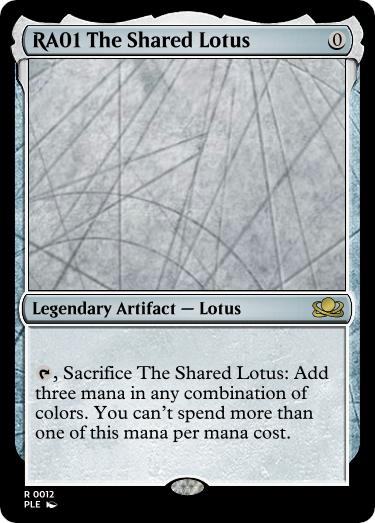 RA01 The Shared Lotus 0
Legendary Artifact — Lotus
, Sacrifice The Shared Lotus: Add
three mana in any combination of
colors. You can't spend more than
one of this mana per mana cost.
R 0012
PLE